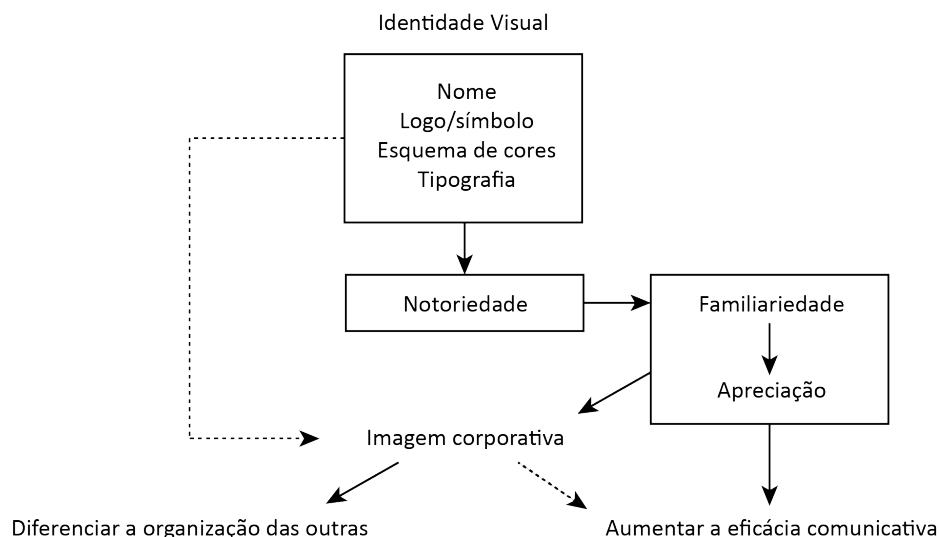 Identidade Visual
Nome
Logo/símbolo
Esquema de cores
Tipografia
Notoriedade
Familiariedade
Apreciação
Imagem corporativa
Diferenciar a organização das outras
Aumentar a eficácia comunicativa